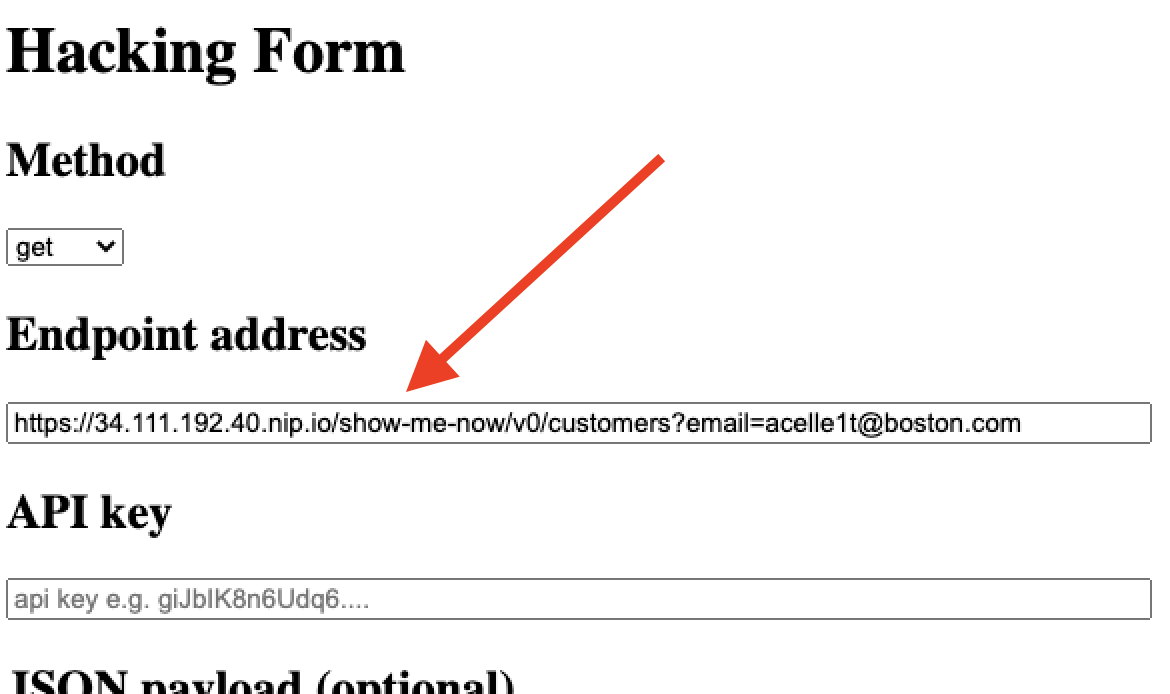 Hacking Form
Method
get
Endpoint address
https://34.111.192.40.nip.io/show-me-now/v0/customers?email=acelle1t@boston.com
API key
api key e.g. giJblK8n6Udq6....
JSON payload (optional)